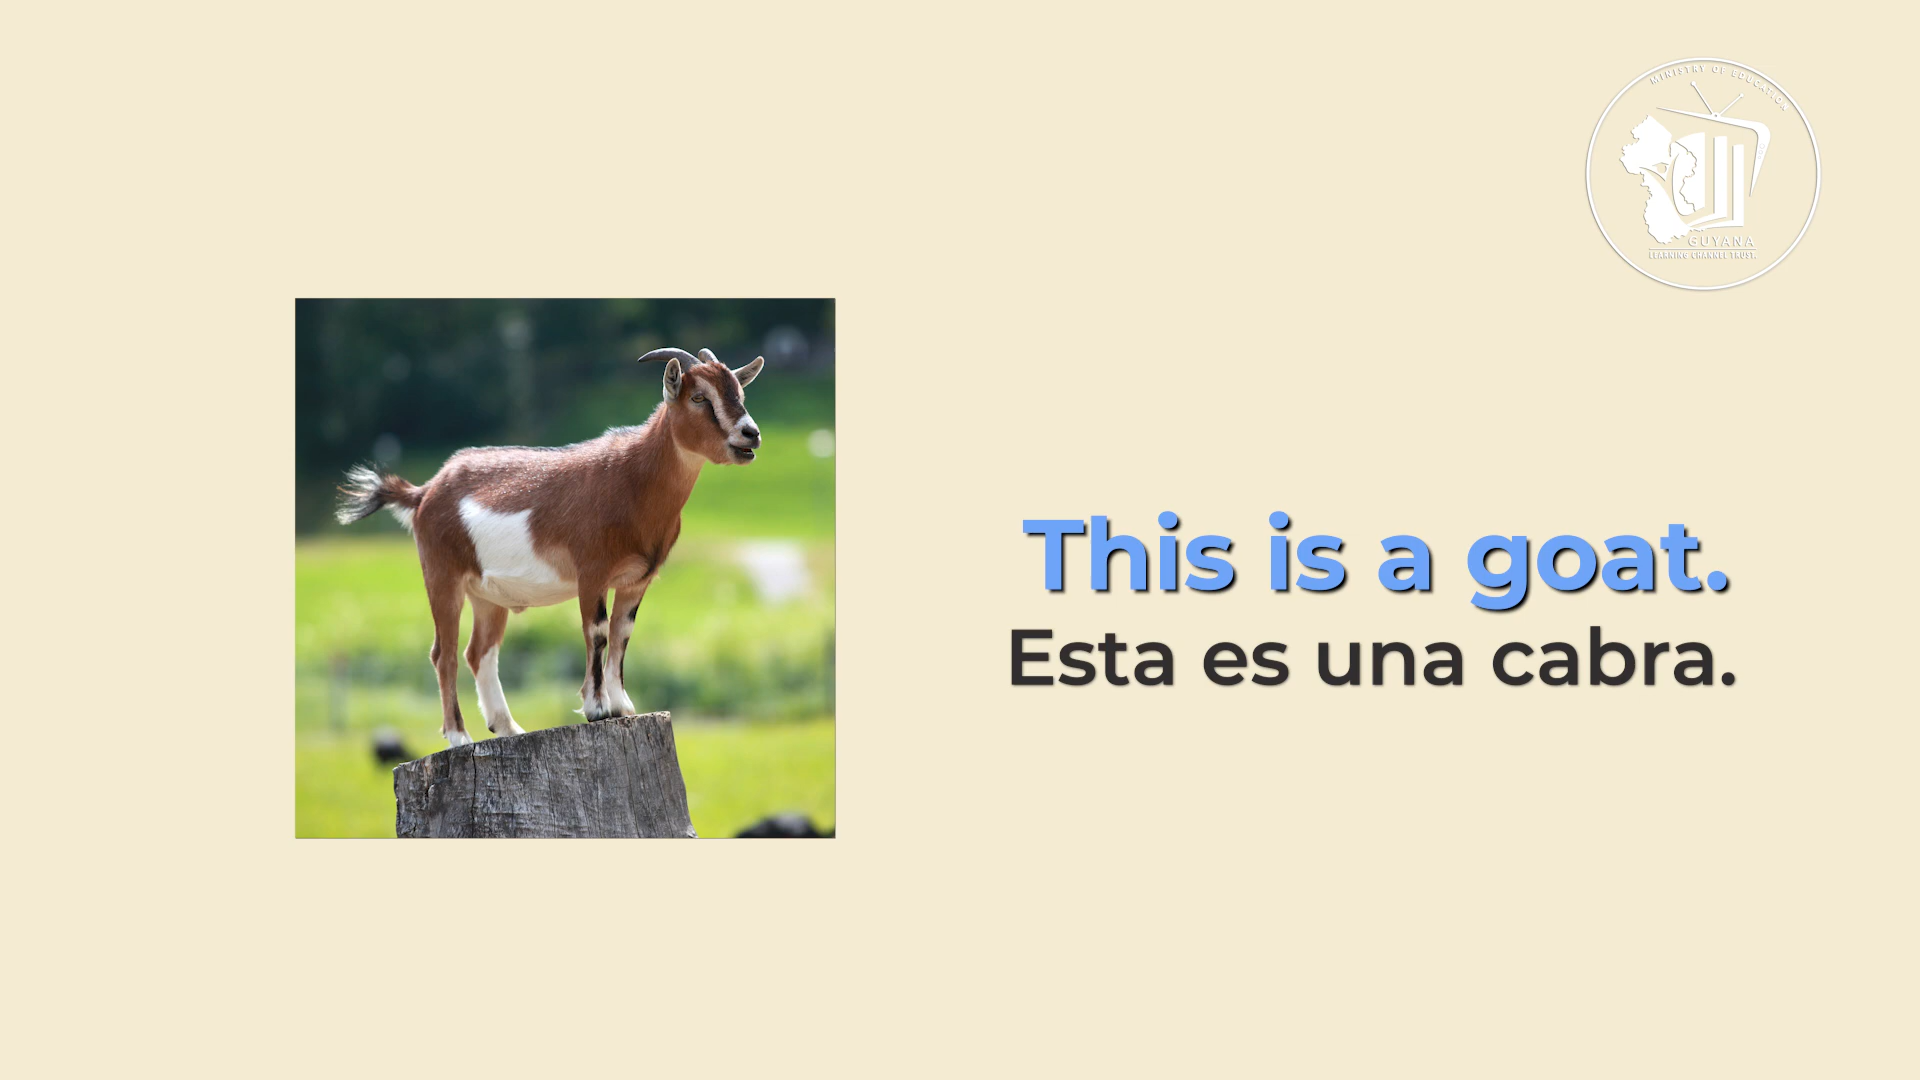 MINISTRY OF EDUCATION
GUYANA
LEARNING CHANNEL TRUST.
This is a goat.
Esta es una cabra.